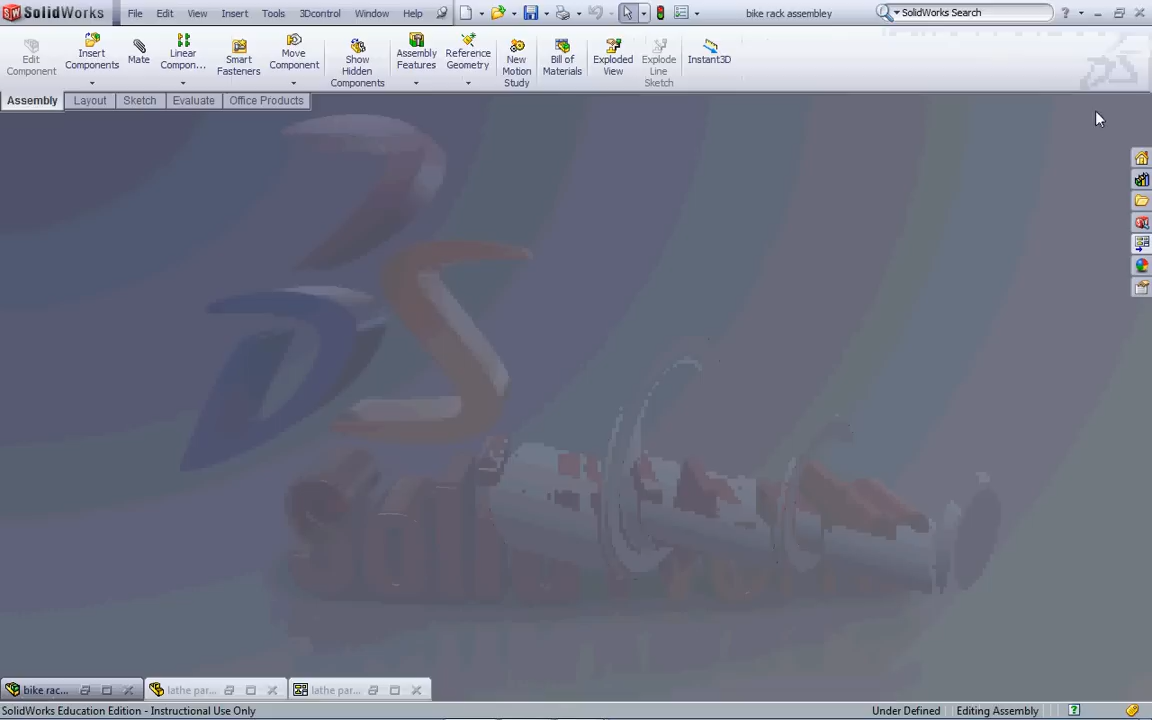 SolidWorks File Edit View Insert Tools 3Dcontrol Window Help bike rack assembley SolidWorks Search ?
Edit Component
Insert Components
Mate
Linear Compon...
Smart Fasteners
Move Component
Show Hidden Components
Assembly Features
Reference Geometry
New Motion Study
Bill of Materials
Exploded View
Explode Line Sketch
Instant3D
Assembly Layout Sketch Evaluate Office Products
bike rac... lathe par... lathe par...
SolidWorks Education Edition - Instructional Use Only Under Defined Editing Assembly ?